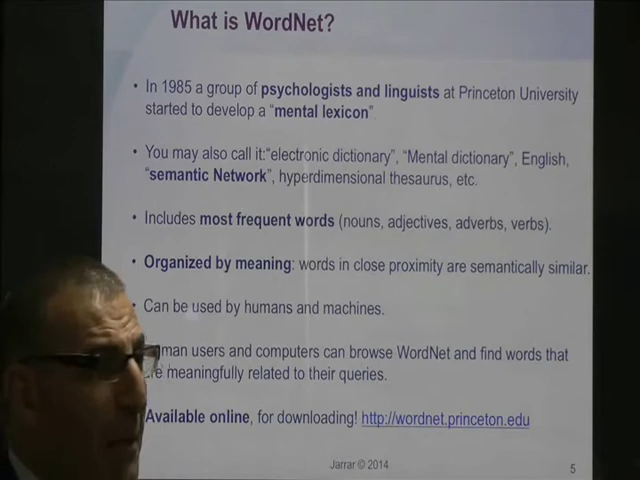 What is WordNet?
• In 1985 a group of psychologists and linguists at Princeton University
started to develop a “mental lexicon”.
• You may also call it:“electronic dictionary”, “Mental dictionary”, English,
“semantic Network”, hyperdimensional thesaurus, etc.
• Includes most frequent words (nouns, adjectives, adverbs, verbs).
• Organized by meaning: words in close proximity are semantically similar.
• Can be used by humans and machines.
users and computers can browse WordNet and find words that
meaningfully related to their queries.
Available online, for downloading! http://wordnet.princeton.edu
Jarrar © 2014
5